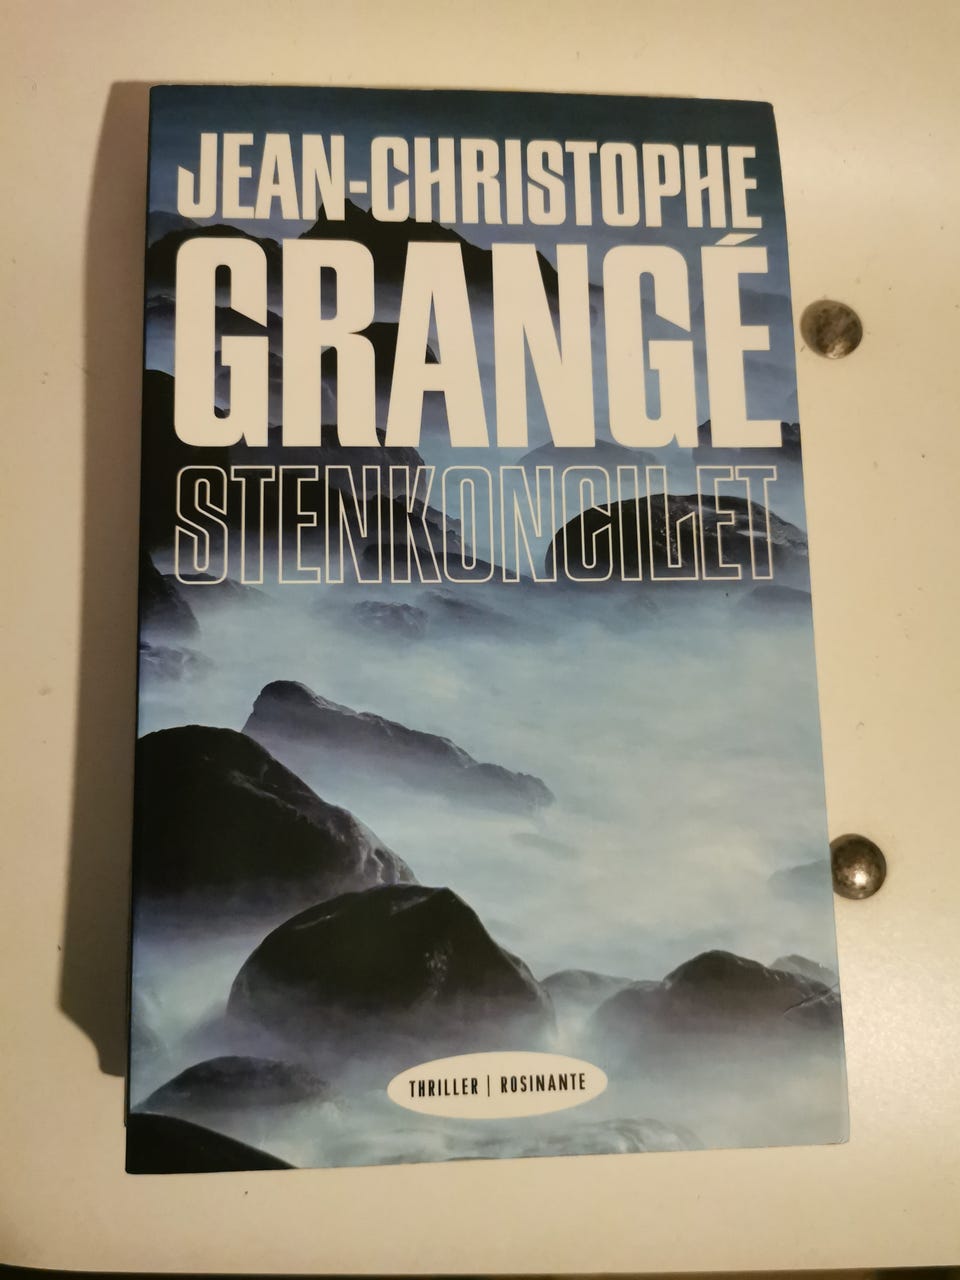 JEAN-CHRISTOPHE
GRANGÉ
STENKONCILET
THRILLER | ROSINANTE